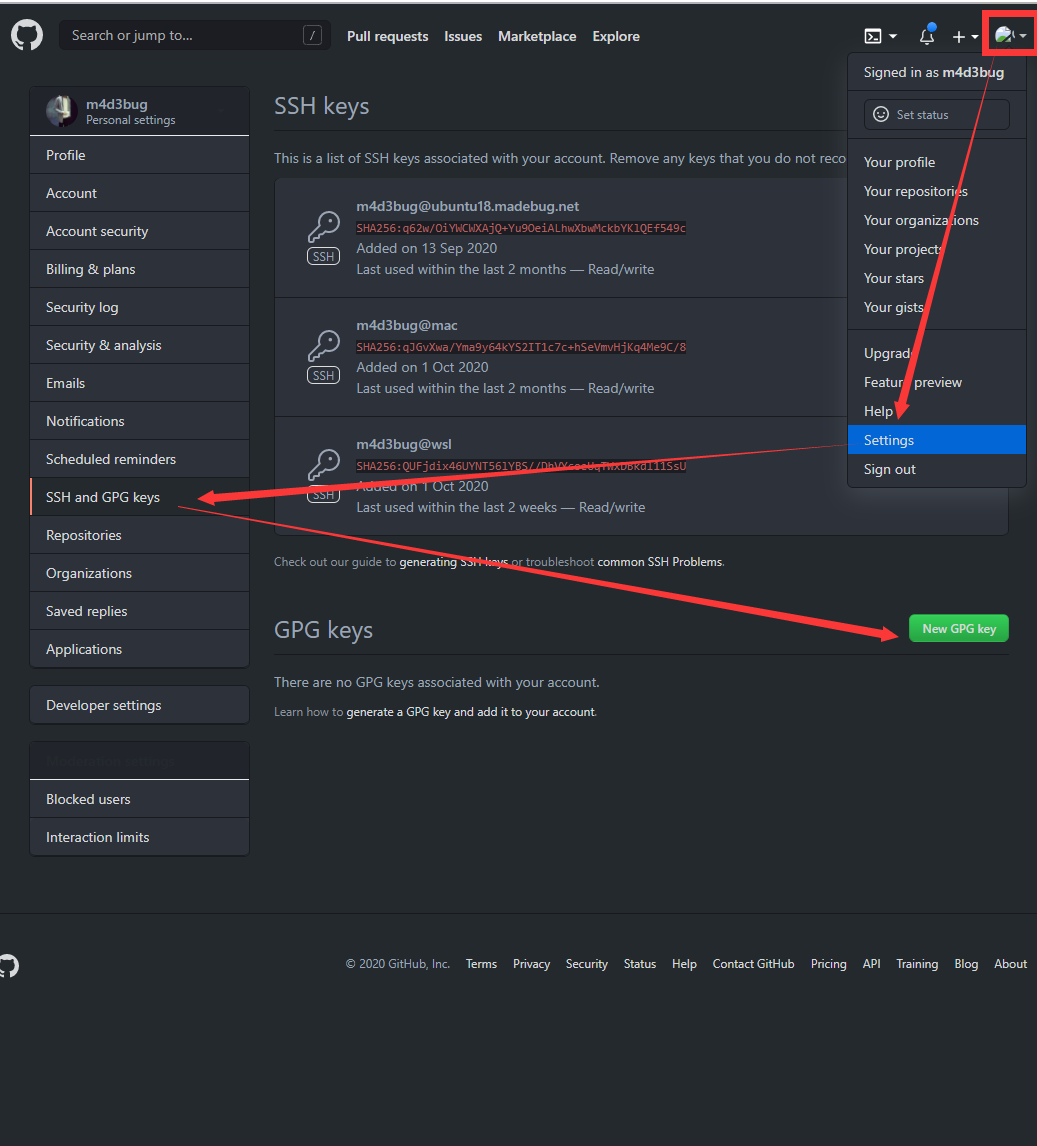 Search or jump to...
/
Pull requests
Issues
Marketplace
Explore
Signed in as m4d3bug
Set status
Your profile
Your repositories
Your organizations
Your projects
Your stars
Your gists
Upgrade
Feature preview
Help
Settings
Sign out
m4d3bug
Personal settings
Profile
Account
Account security
Billing & plans
Security log
Security & analysis
Emails
Notifications
Scheduled reminders
SSH and GPG keys
Repositories
Organizations
Saved replies
Applications
Developer settings
Moderation settings
Blocked users
Interaction limits
SSH keys
This is a list of SSH keys associated with your account. Remove any keys that you do not reco
m4d3bug@ubuntu18.madebug.net
SHA256:q62w/OiYWCWXAjQ+Yu9OeiALhwXbwMckbYK1QEf549c
SSH
Added on 13 Sep 2020
Last used within the last 2 months — Read/write
m4d3bug@mac
SHA256:qJGvXwa/Yma9y64kYS2IT1c7c+hSeVmvHjKq4Me9C/8
SSH
Added on 1 Oct 2020
Last used within the last 2 months — Read/write
m4d3bug@wsl
SSH
Added on 1 Oct 2020
Last used within the last 2 weeks — Read/write
Check out our guide to generating SSH keys or troubleshoot common SSH Problems.
GPG keys
New GPG key
There are no GPG keys associated with your account.
Learn how to generate a GPG key and add it to your account.
© 2020 GitHub, Inc.
Terms
Privacy
Security
Status
Help
Contact GitHub
Pricing
API
Training
Blog
About